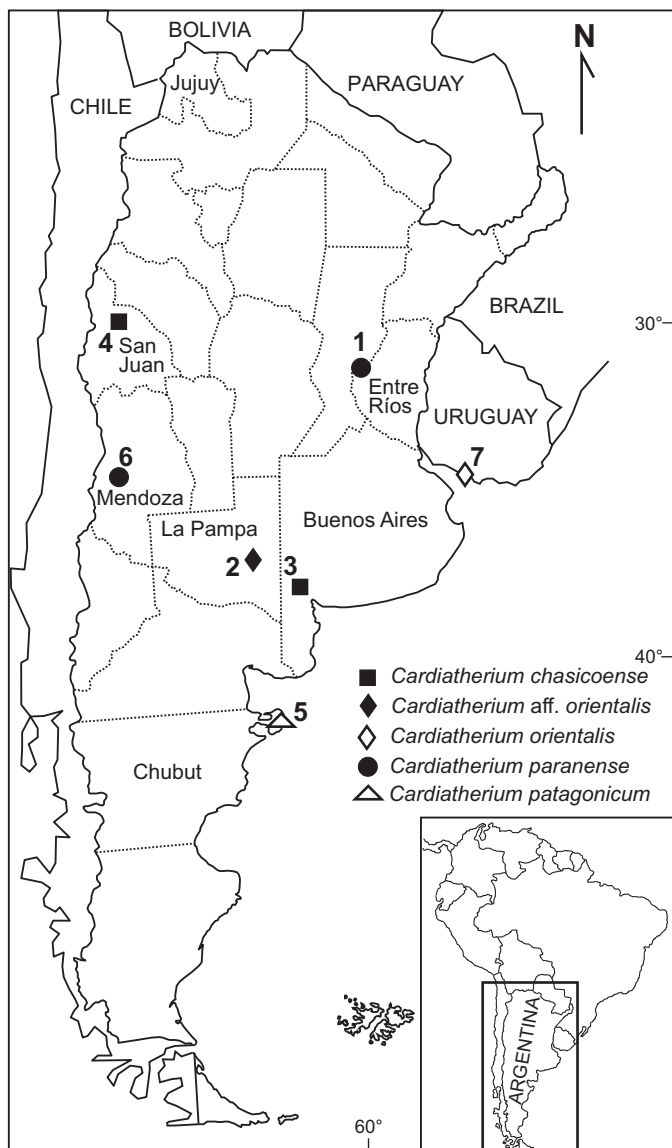 BOLIVIA
N
Jujuy
PARAGUAY
CHILE
BRAZIL
30°
4
San
Juan
1
Entre
Ríos
URUGUAY
7
6
Mendoza
La Pampa
Buenos Aires
2
3
40°
Cardiatherium chasicoense
5
Cardiatherium aff. orientalis
Cardiatherium orientalis
Chubut
Cardiatherium paranense
Cardiatherium patagonicum
ARGENTINA
60°